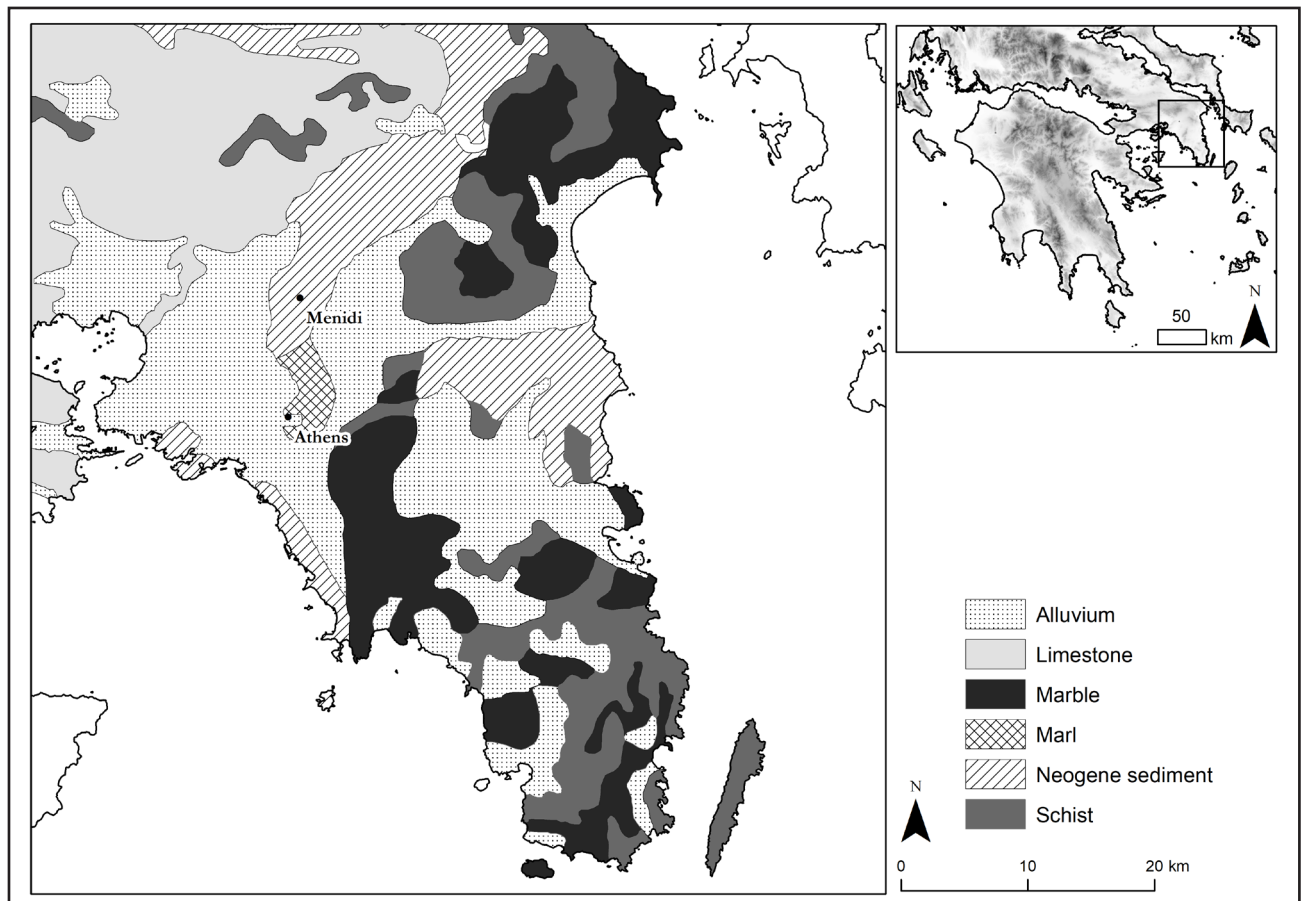 Menidi
Athens
N
50
km
Alluvium
Limestone
Marble
Marl
Neogene sediment
Schist
N
0 10 20 km